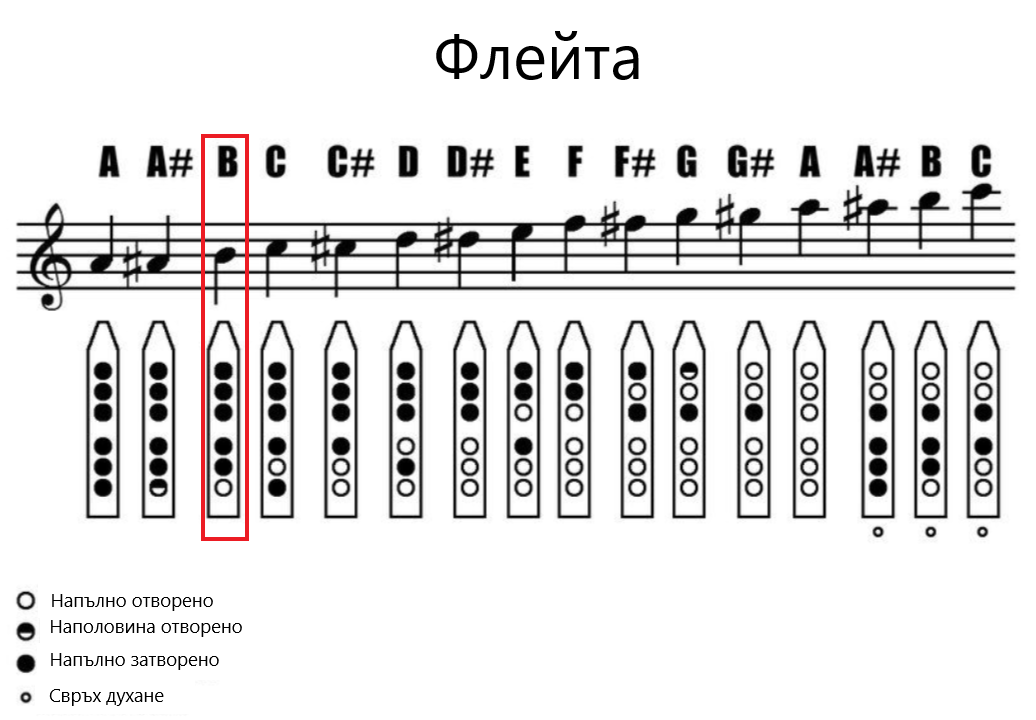 Флейта
A A# B C C# D D# E F F# G G# A A# B C
Напълно отворено
Наполовина отворено
Напълно затворено
Свръх духане